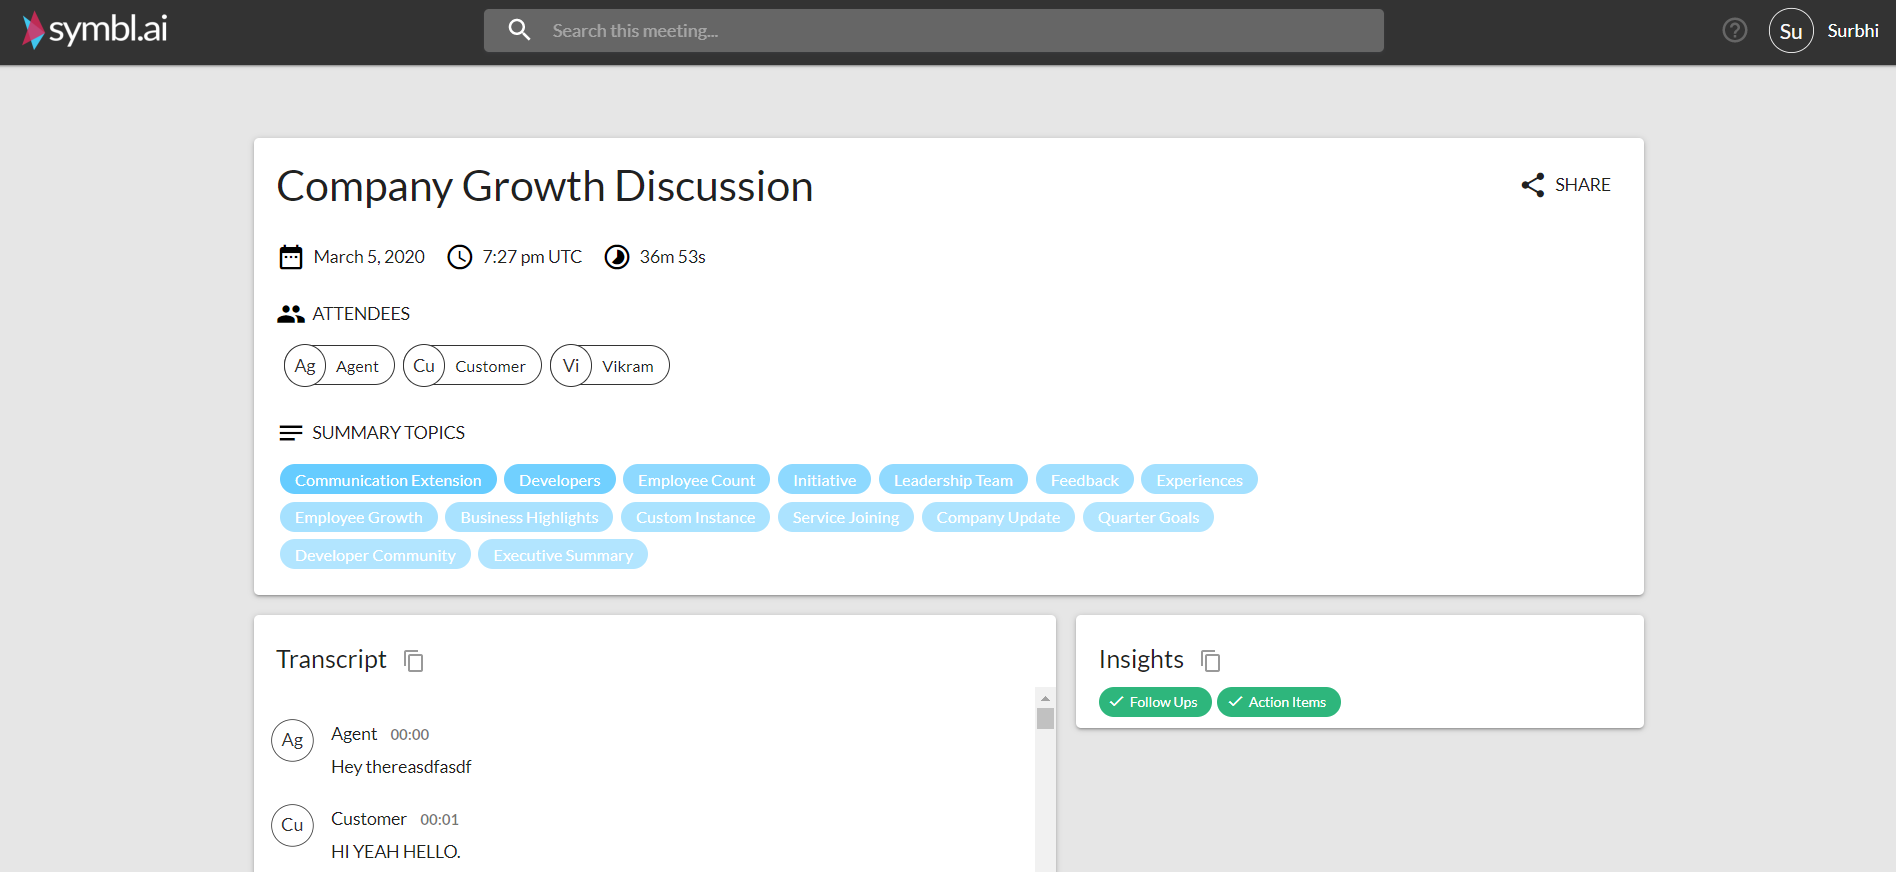 symbl.ai Search this meeting... Su Surbhi
Company Growth Discussion SHARE
March 5, 2020 7:27 pm UTC 36m 53s
ATTENDEES
Ag Agent Cu Customer Vi Vikram
SUMMARY TOPICS
Communication Extension Developers Employee Count Initiative Leadership Team Feedback Experiences
Employee Growth Business Highlights Custom Instance Service Joining Company Update Quarter Goals
Developer Community Executive Summary
Transcript
Ag Agent 00:00
Hey thereasdfasdf
Cu Customer 00:01
HI YEAH HELLO.
Insights
Follow Ups Action Items